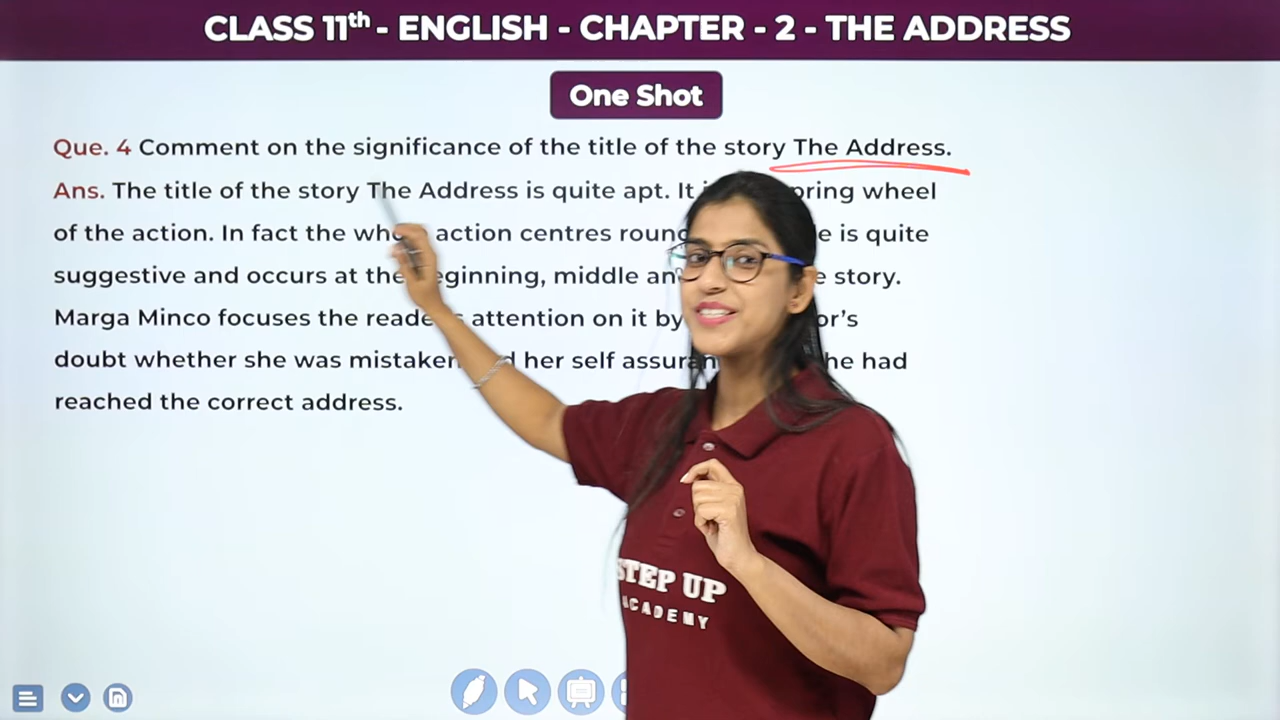 CLASS 11th - ENGLISH - CHAPTER - 2 - THE ADDRESS
One Shot
Que. 4 Comment on the significance of the title of the story The Address.
Ans. The title of the story The Address is quite apt. It wheel
of the action. In fact the action centres is quite
suggestive and occurs at the middle story.
Marga Minco focuses the attention on it by
doubt whether she was her self had
reached the correct address.
STEP UP
ACADEMY